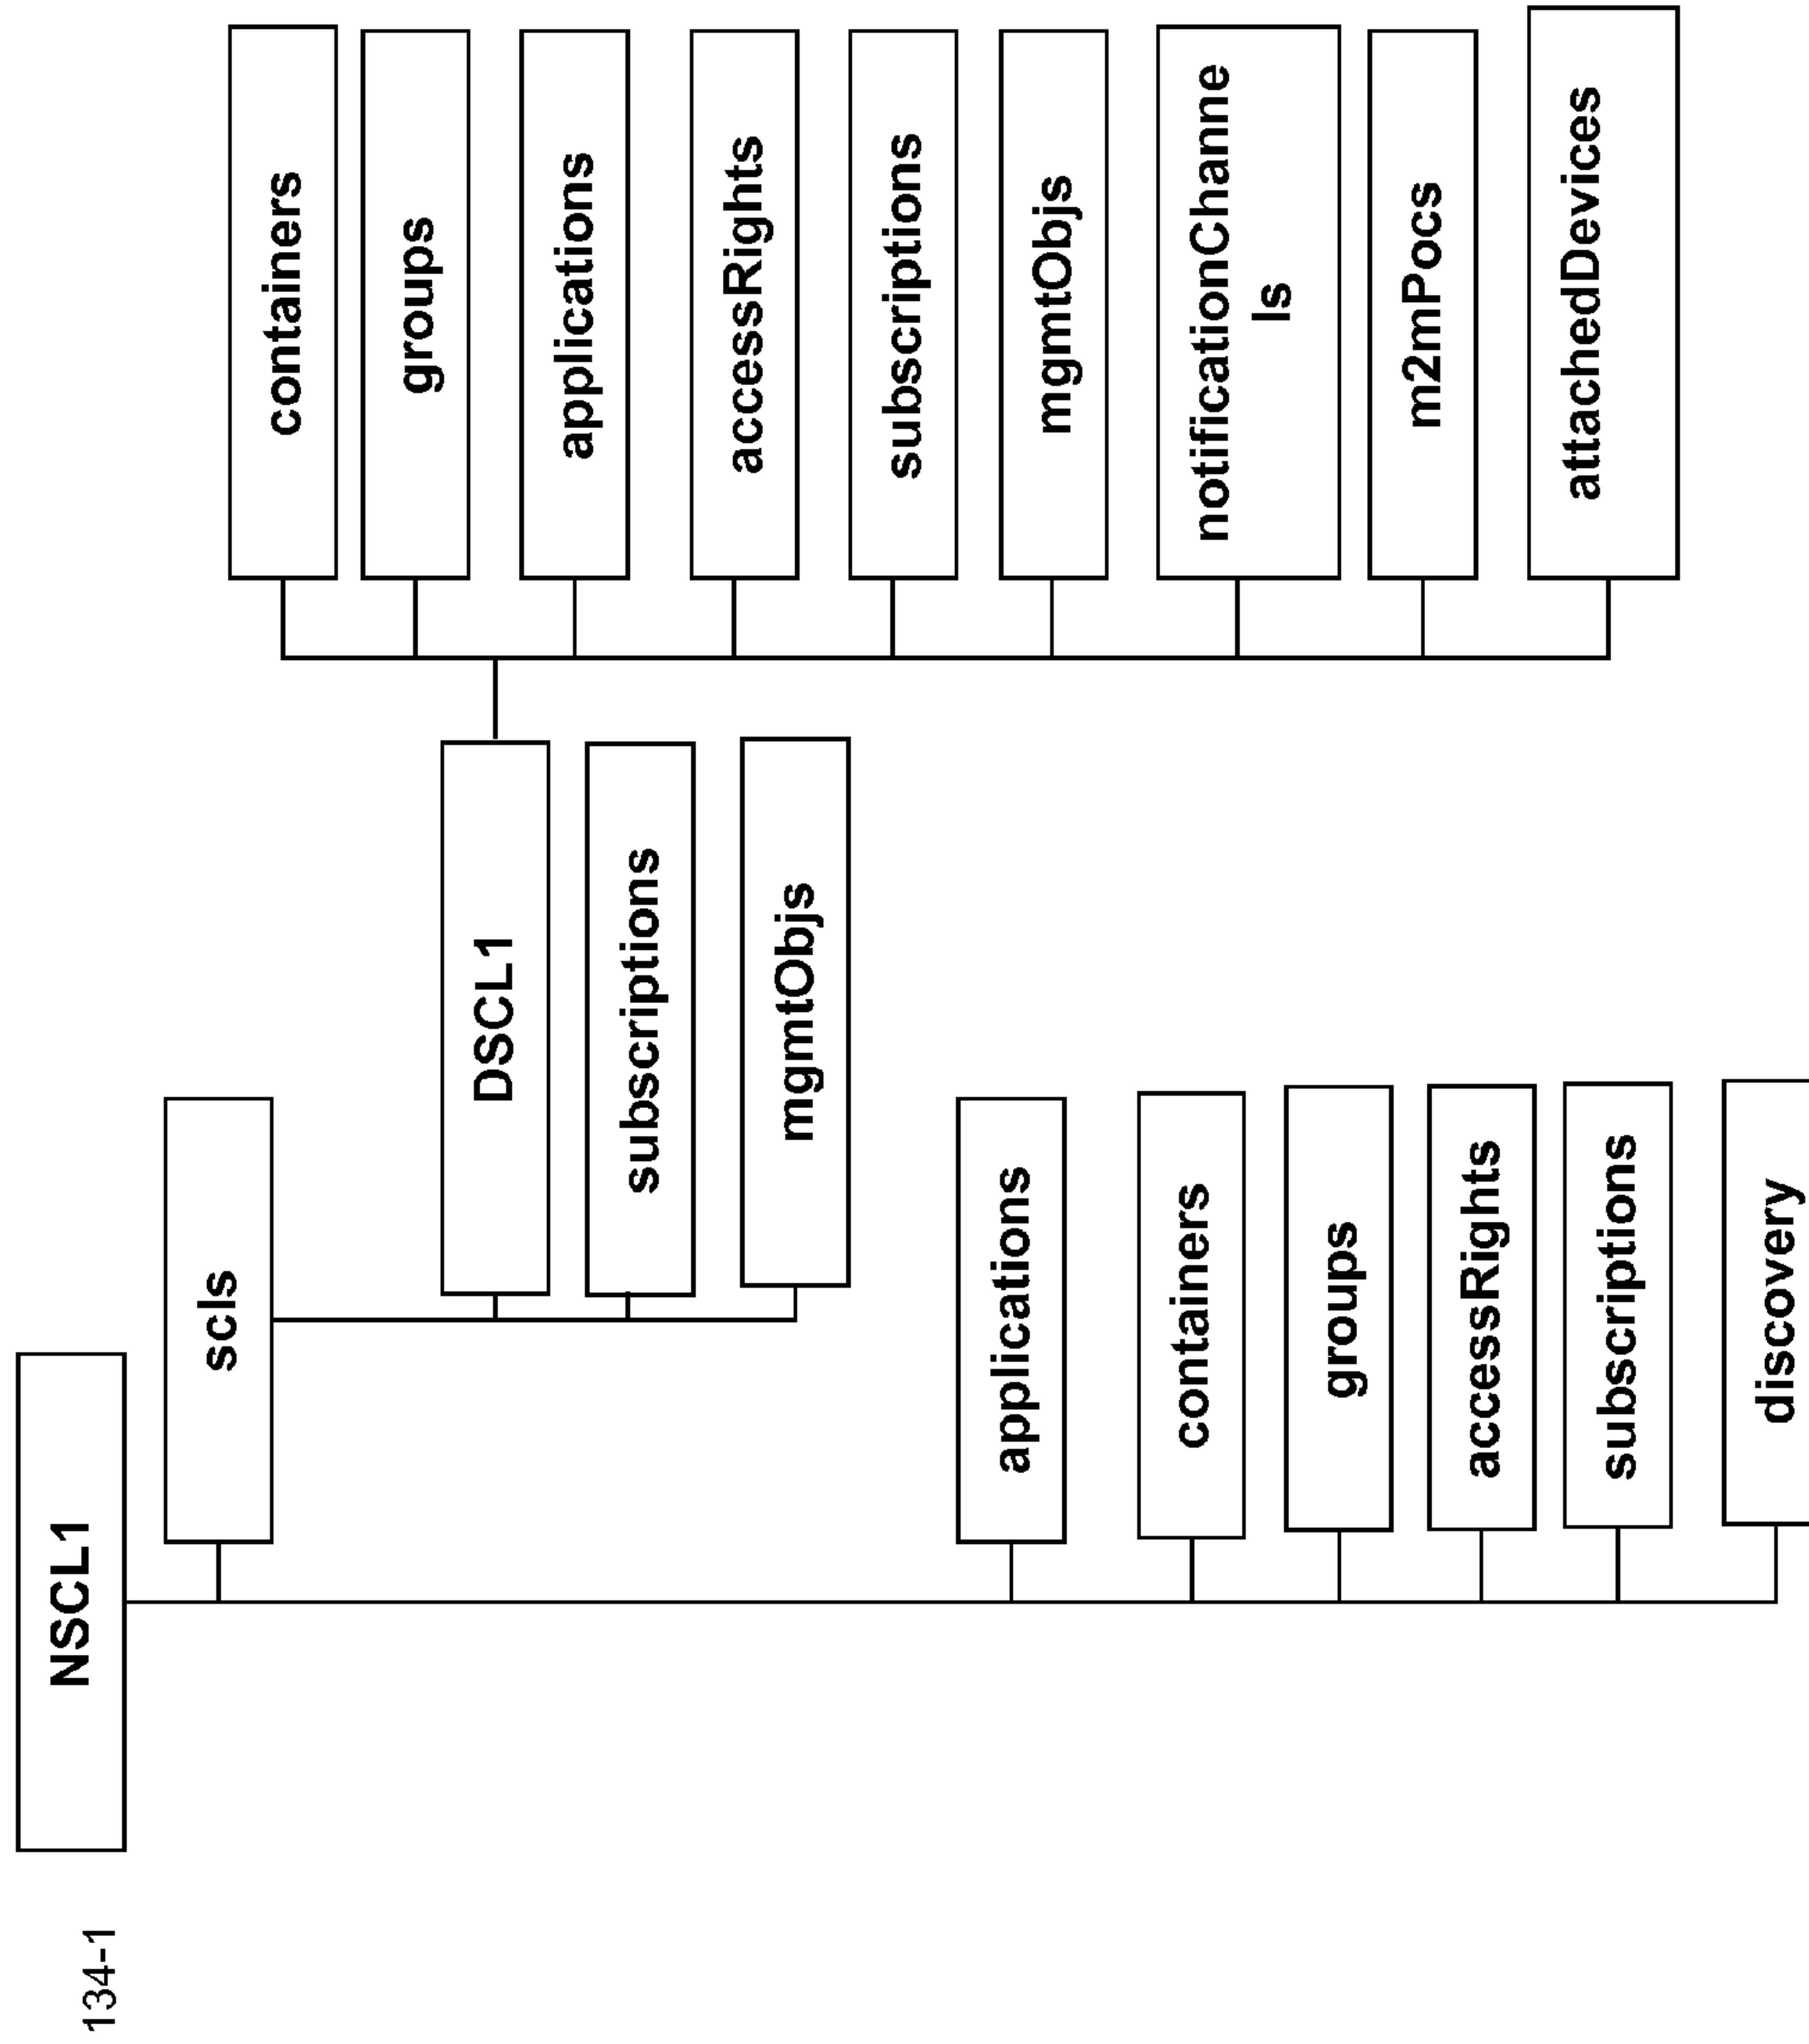 134-1
NSCL1
scls
DSCL1
subscriptions
mgmtObjs
containers
groups
applications
accessRights
subscriptions
mgmtObjs
notificationChanne
ls
m2mPocs
attachedDevices
applications
containers
groups
accessRights
subscriptions
discovery